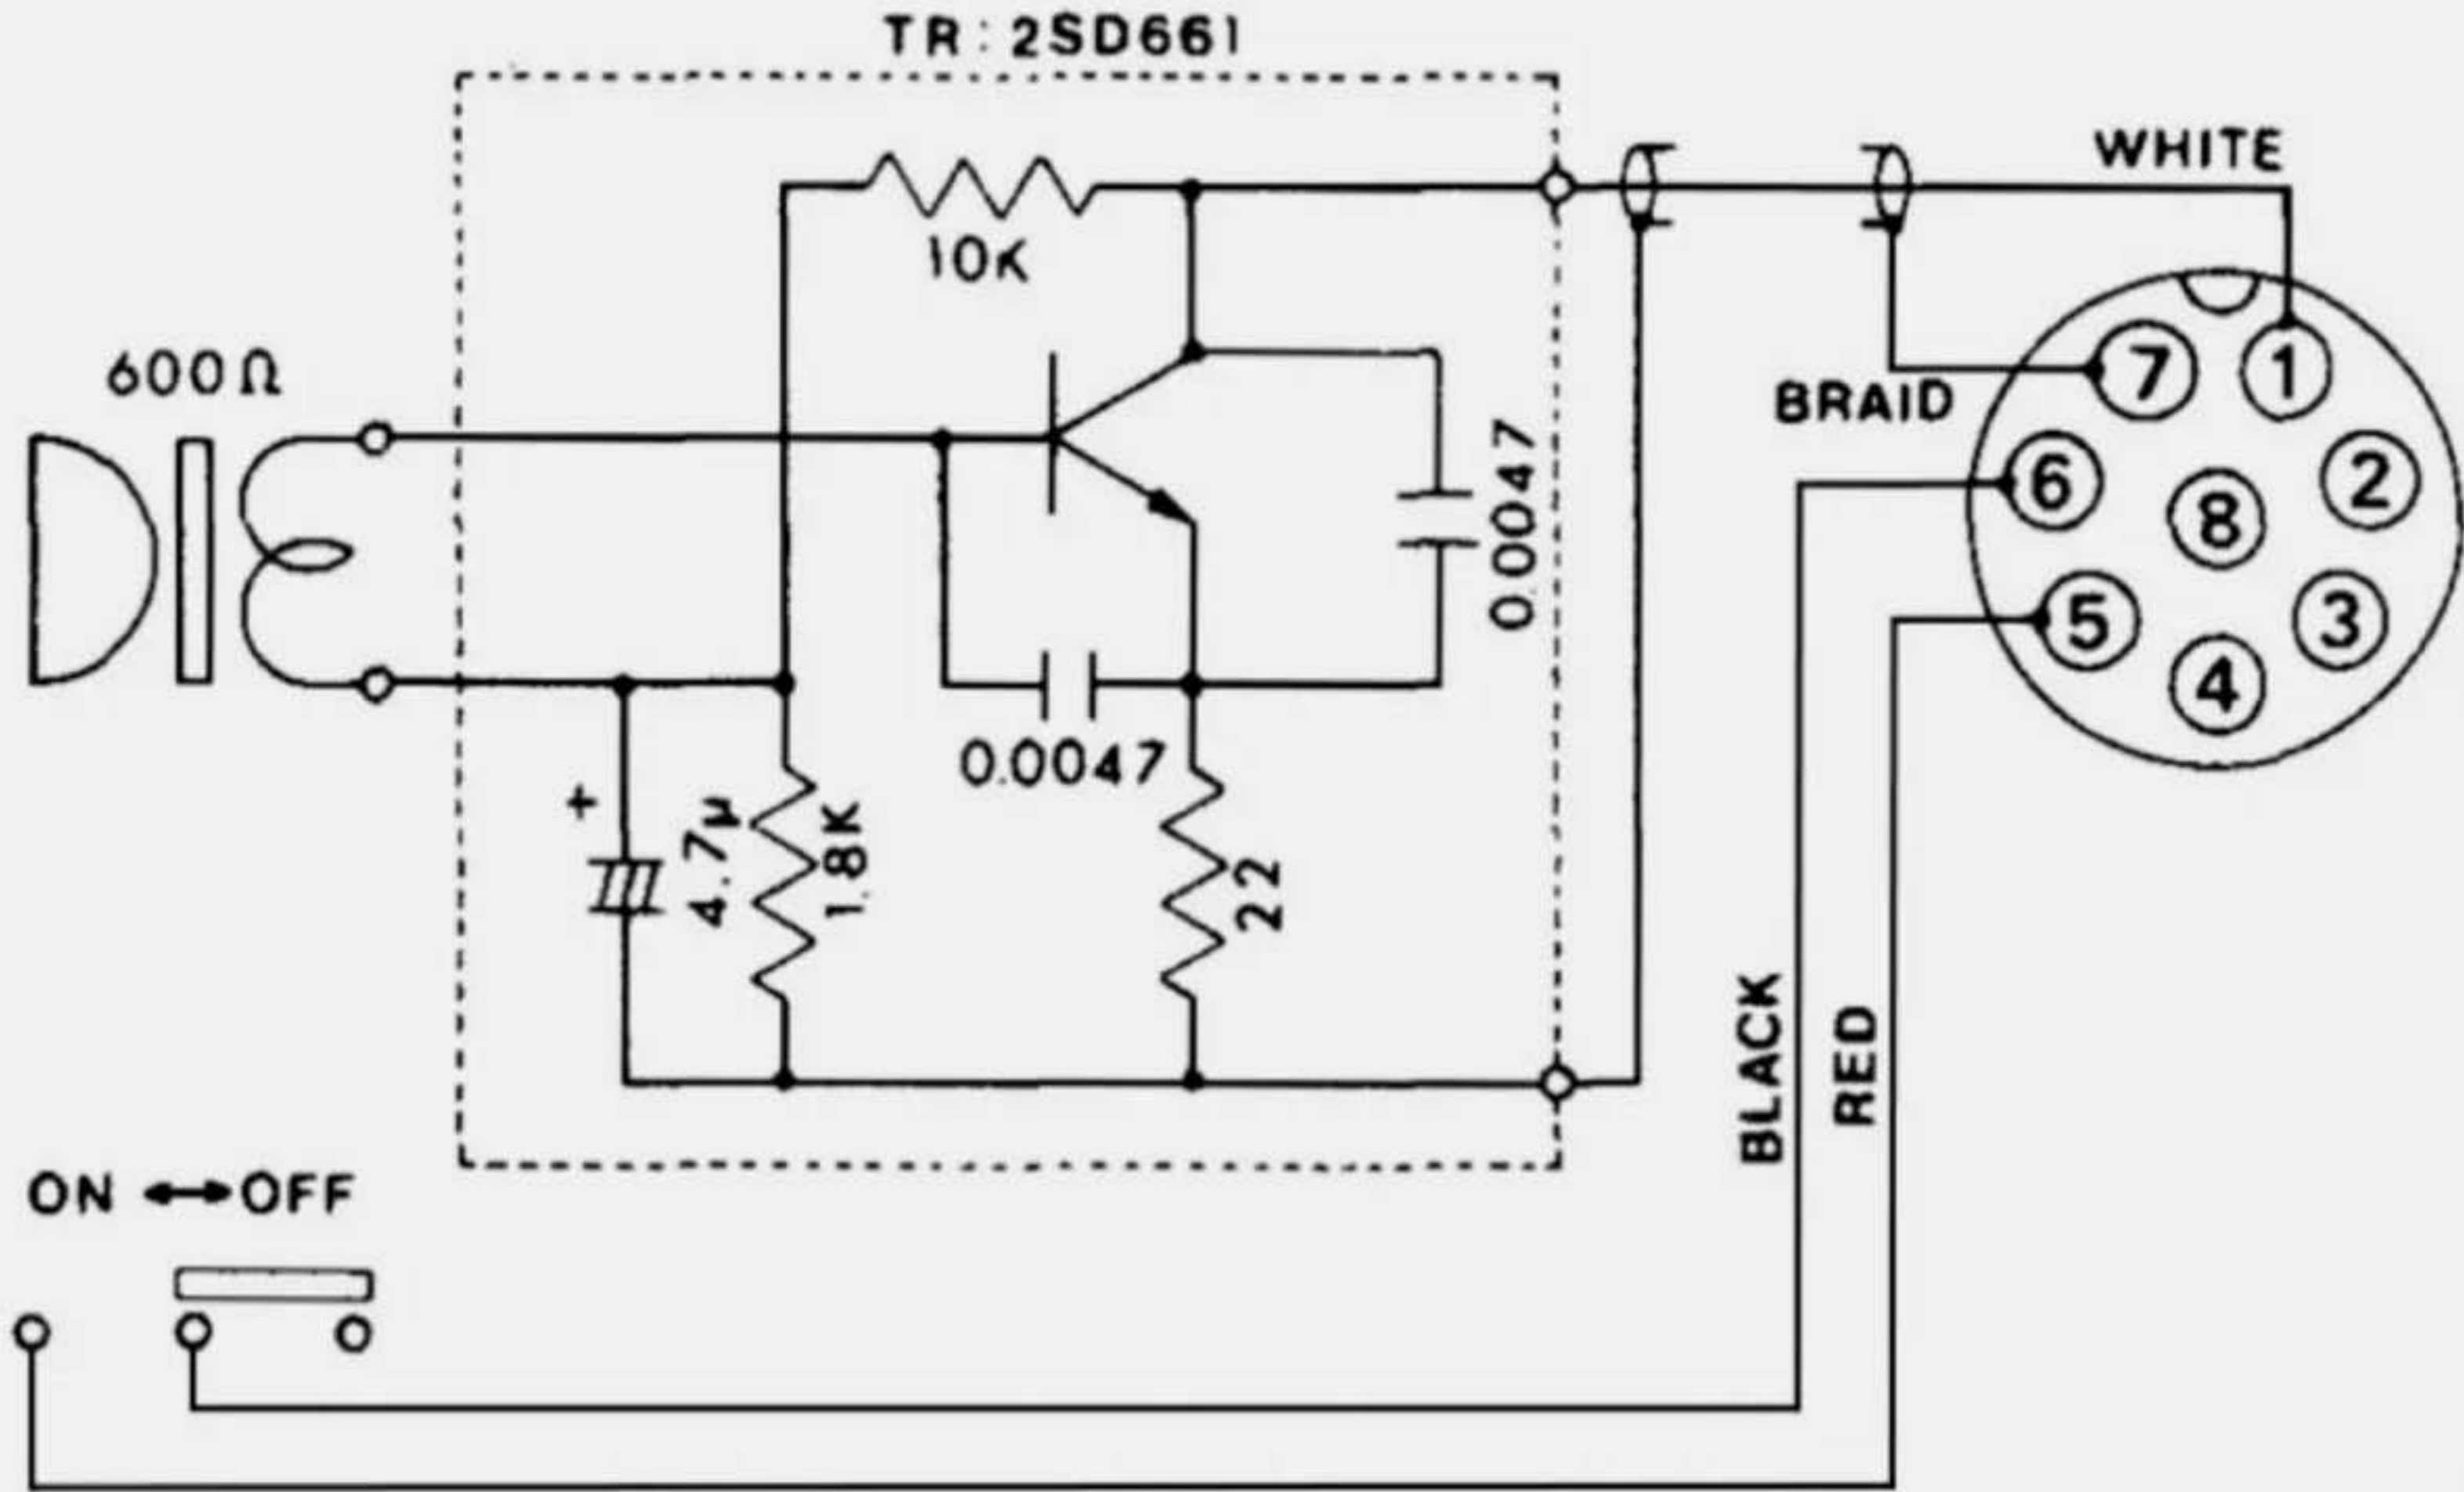 TR: 2SD661
WHITE
10K
600Ω
BRAID
7
1
6
2
8
0.0047
5
3
4
0.0047
+
4.7μ
1.8K
22
BLACK
RED
ON ↔ OFF